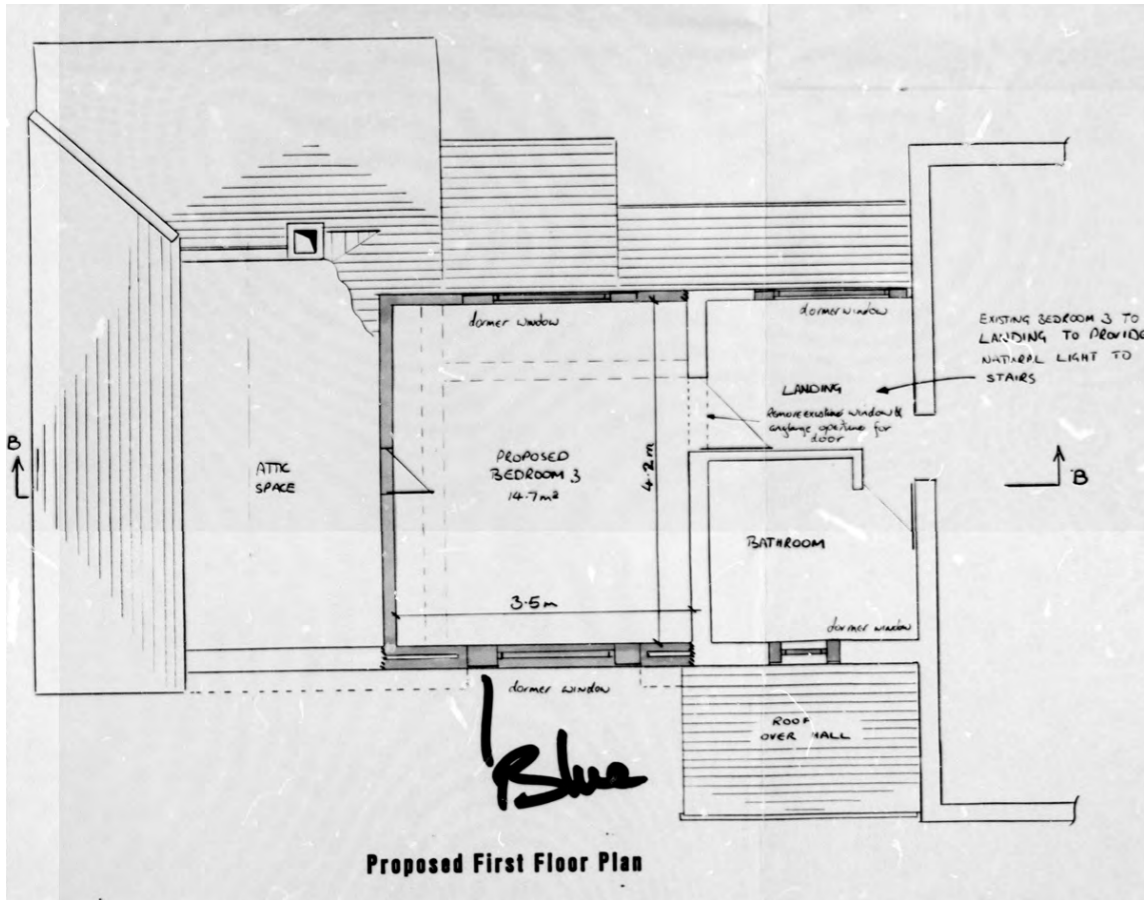 dormer window
dormer window
EXISTING BEDROOM 3 TO
LANDING TO PROVIDE
NATURAL LIGHT TO
STAIRS
LANDING
Remove existing window &
enlarge opening for
door
B
ATTIC
SPACE
PROPOSED
BEDROOM 3
14.7m²
4.2m
B
BATHROOM
3.5m
dormer window
dormer window
ROOF
OVER HALL
Blue
Proposed First Floor Plan